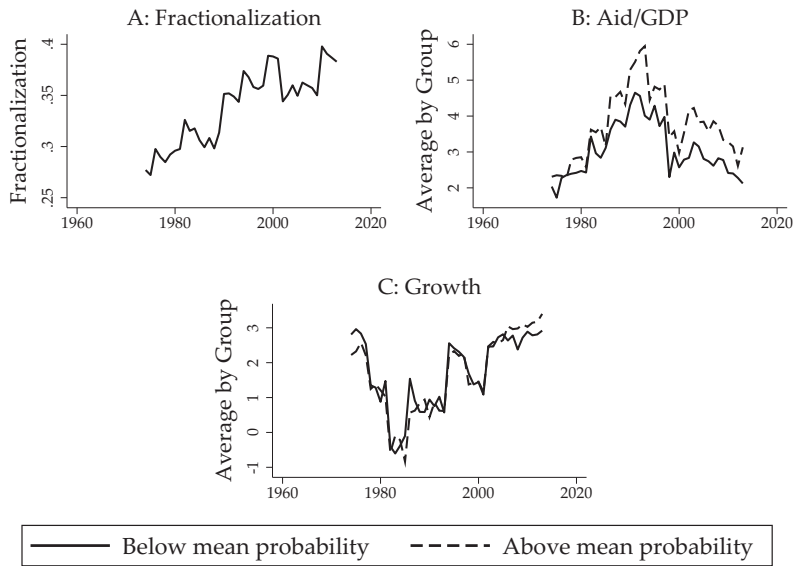 A: Fractionalization
Fractionalization
.4
.35
.3
.25
1960 1980 2000 2020
B: Aid/GDP
Average by Group
6
5
4
3
2
1960 1980 2000 2020
C: Growth
Average by Group
3
2
1
0
-1
1960 1980 2000 2020
Below mean probability Above mean probability